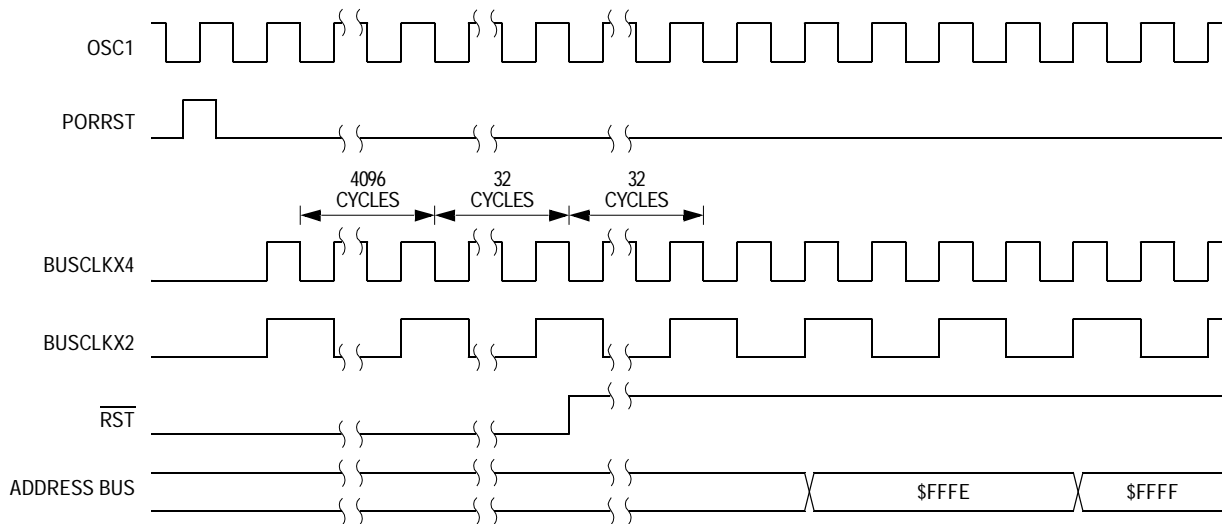 OSC1
PORRST
4096
CYCLES
32
CYCLES
32
CYCLES
BUSCLKX4
BUSCLKX2
RST
ADDRESS BUS
$FFFE
$FFFF